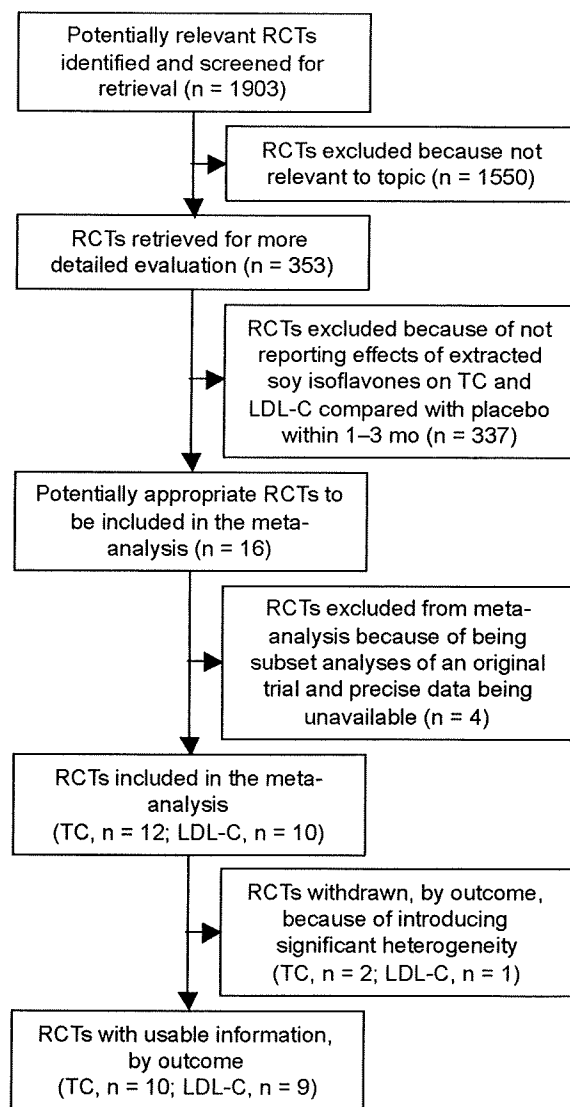 Potentially relevant RCTs
identified and screened for
retrieval (n = 1903)
RCTs excluded because not
relevant to topic (n = 1550)
RCTs retrieved for more
detailed evaluation (n = 353)
RCTs excluded because of not
reporting effects of extracted
soy isoflavones on TC and
LDL-C compared with placebo
within 1–3 mo (n = 337)
Potentially appropriate RCTs to
be included in the meta-
analysis (n = 16)
RCTs excluded from meta-
analysis because of being
subset analyses of an original
trial and precise data being
unavailable (n = 4)
RCTs included in the meta-
analysis
(TC, n = 12; LDL-C, n = 10)
RCTs withdrawn, by outcome,
because of introducing
significant heterogeneity
(TC, n = 2; LDL-C, n = 1)
RCTs with usable information,
by outcome
(TC, n = 10; LDL-C, n = 9)